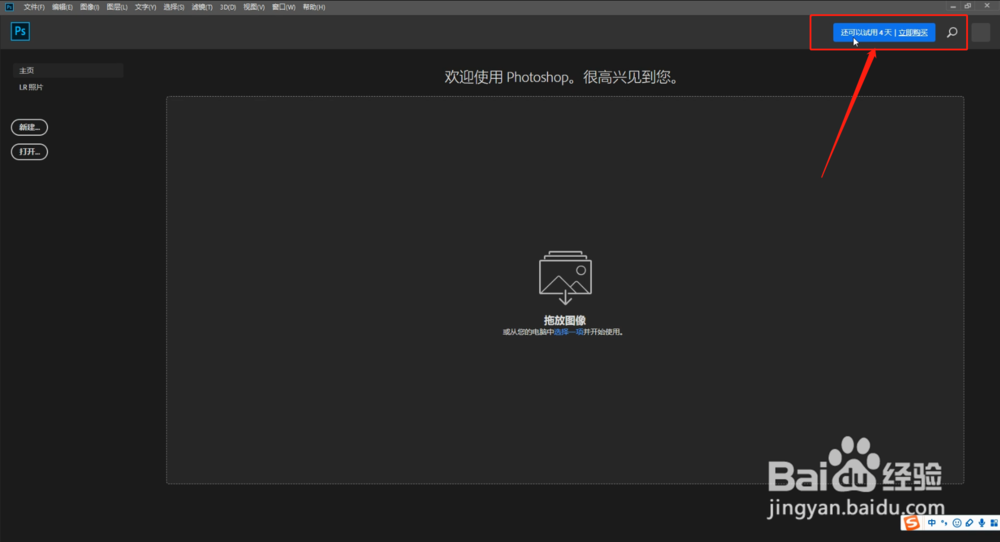 Ps 文件(F) 编辑(E) 图像(I) 图层(L) 文字(Y) 选择(S) 滤镜(T) 3D(D) 视图(V) 窗口(W) 帮助(H)
Ps
还可以试用 4 天 | 立即购买
主页
LR 照片
新建...
打开...
欢迎使用 Photoshop。很高兴见到您。
拖放图像
或从您的电脑中选择一项并开始使用。
Baidu 经验
jingyan.baidu.com
S 中